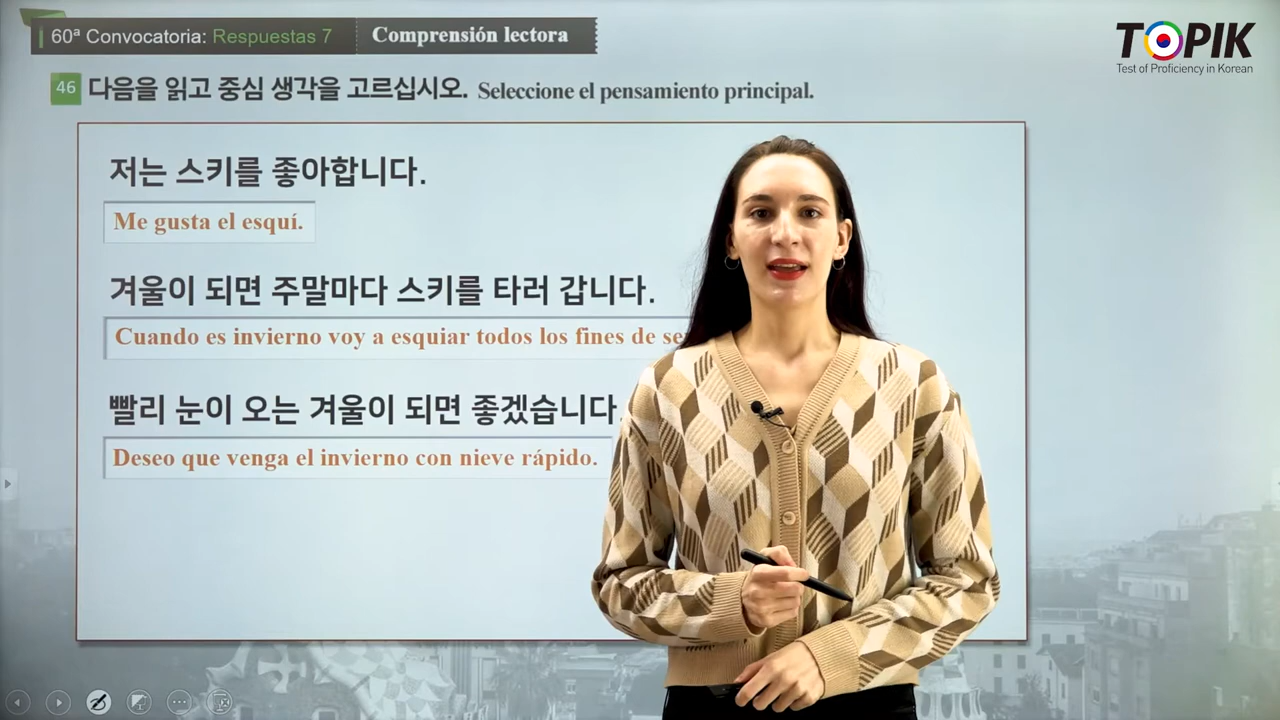 60ª Convocatoria: Respuestas 7 Comprensión lectora
TOPIK
Test of Proficiency in Korean
46 다음을 읽고 중심 생각을 고르십시오. Seleccione el pensamiento principal.
저는 스키를 좋아합니다.
Me gusta el esquí.
겨울이 되면 주말마다 스키를 타러 갑니다.
Cuando es invierno voy a esquiar todos los fines de
빨리 눈이 오는 겨울이 되면 좋겠습니다.
Deseo que venga el invierno con nieve rápido.